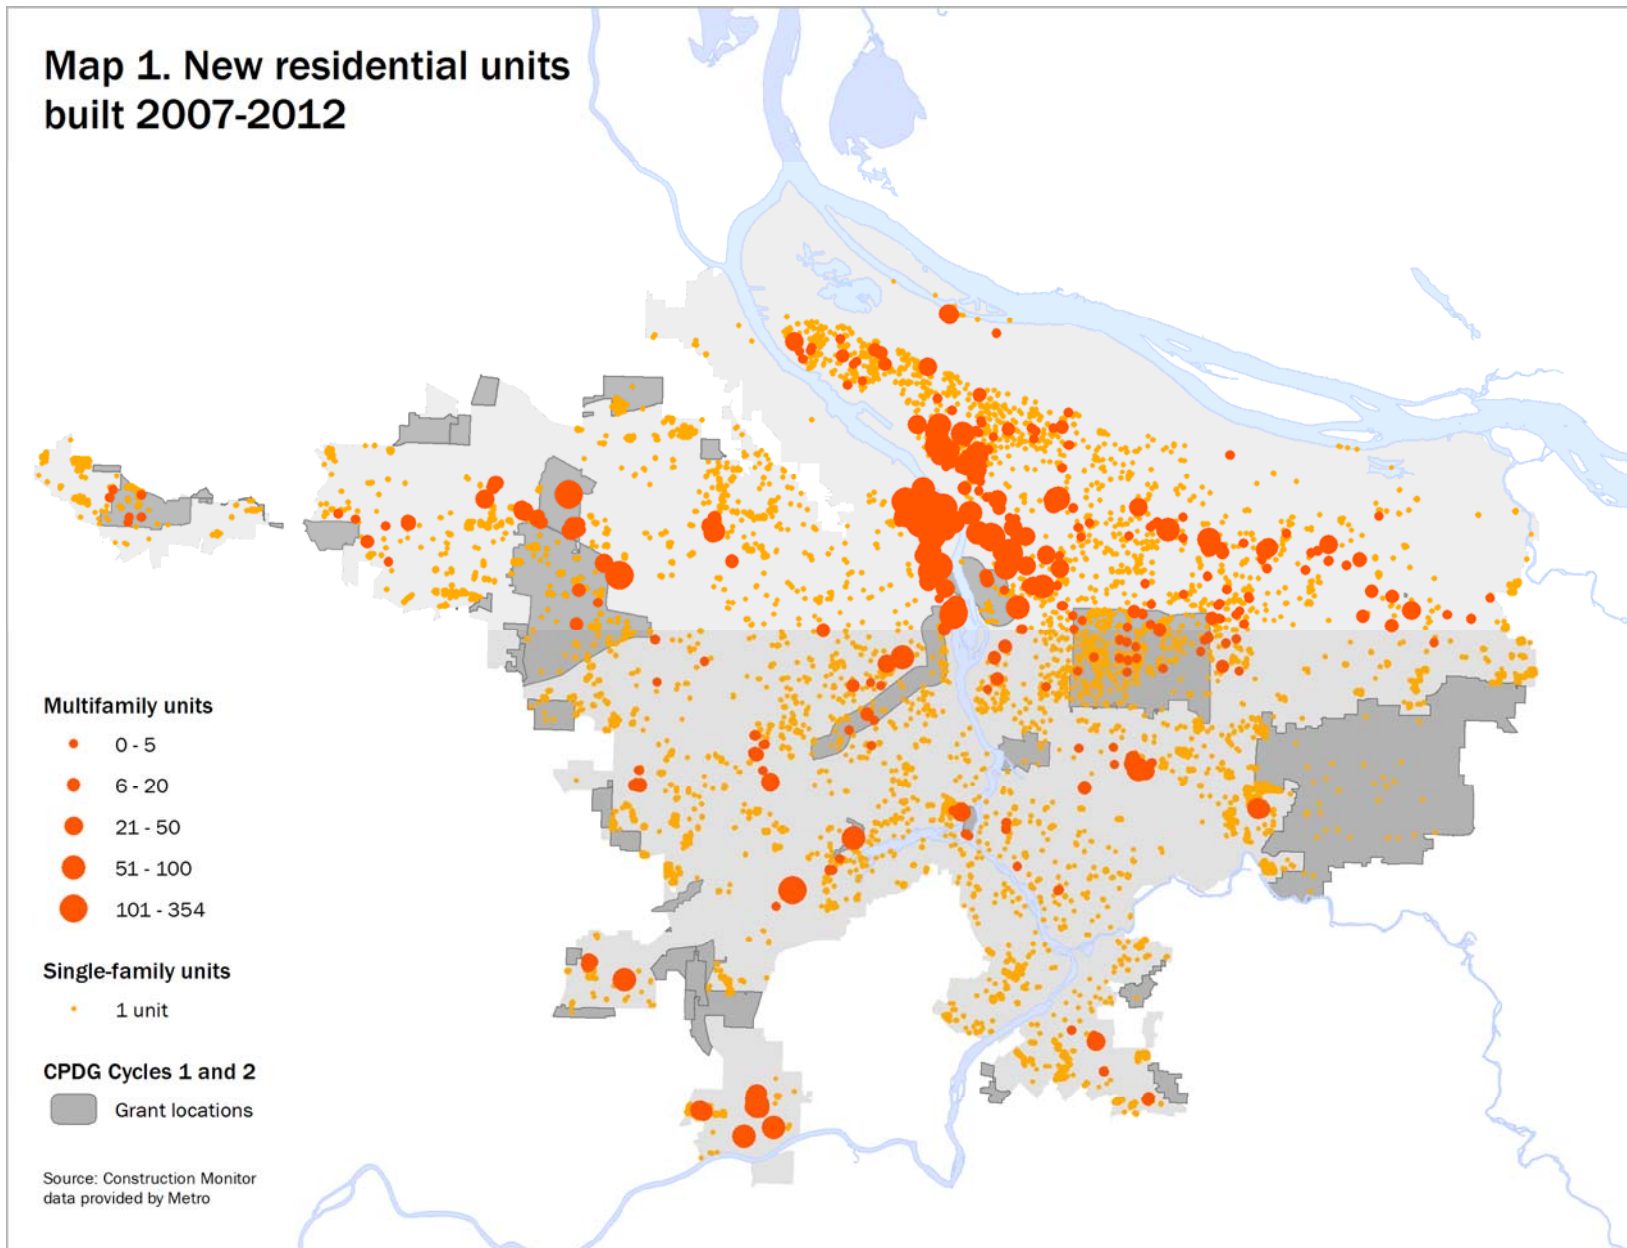 Map 1. New residential units
built 2007-2012
Multifamily units
0 - 5
6 - 20
21 - 50
51 - 100
101 - 354
Single-family units
1 unit
CPDG Cycles 1 and 2
Grant locations
Source: Construction Monitor
data provided by Metro